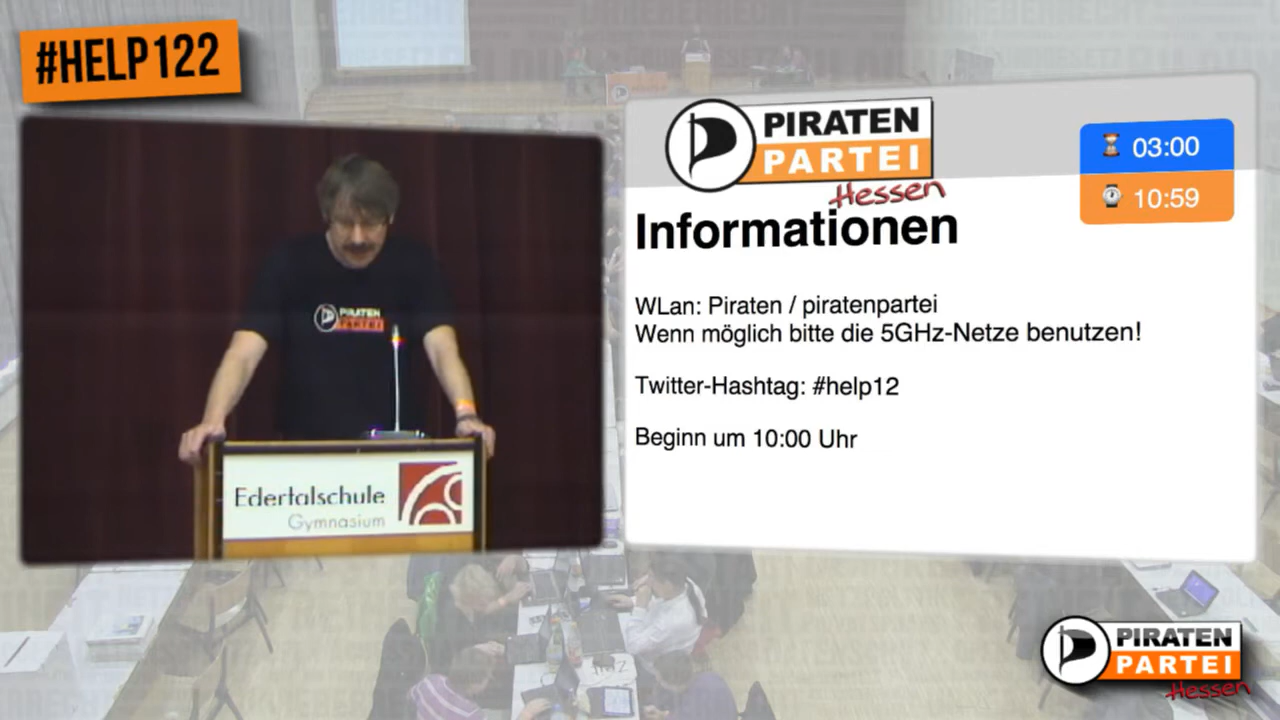 #HELP122
PIRATEN
PARTEI
Hessen
03:00
10:59
Informationen
WLan: Piraten / piratenpartei
Wenn möglich bitte die 5GHz-Netze benutzen!
Twitter-Hashtag: #help12
Beginn um 10:00 Uhr
PIRATEN
PARTEI
Edertalschule
Gymnasium
PIRATEN
PARTEI
Hessen